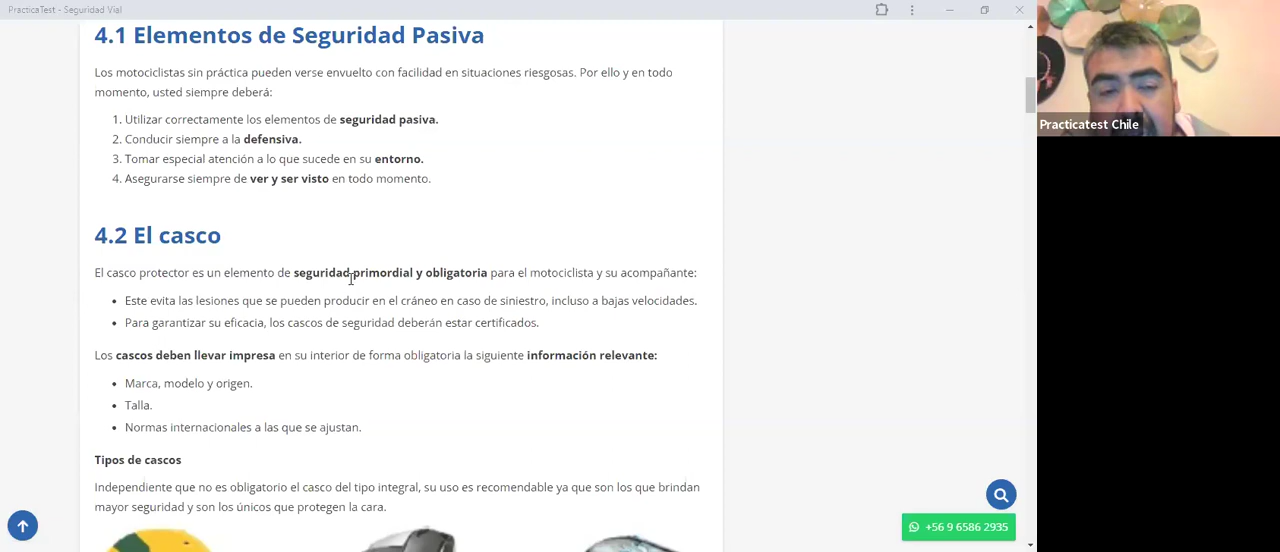 PracticaTest - Seguridad Vial
4.1 Elementos de Seguridad Pasiva
Los motociclistas sin práctica pueden verse envuelto con facilidad en situaciones riesgosas. Por ello y en todo
momento, usted siempre deberá:
1. Utilizar correctamente los elementos de seguridad pasiva.
2. Conducir siempre a la defensiva.
3. Tomar especial atención a lo que sucede en su entorno.
4. Asegurarse siempre de ver y ser visto en todo momento.
4.2 El casco
El casco protector es un elemento de seguridad primordial y obligatoria para el motociclista y su acompañante:
• Este evita las lesiones que se pueden producir en el cráneo en caso de siniestro, incluso a bajas velocidades.
• Para garantizar su eficacia, los cascos de seguridad deberán estar certificados.
Los cascos deben llevar impresa en su interior de forma obligatoria la siguiente información relevante:
• Marca, modelo y origen.
• Talla.
• Normas internacionales a las que se ajustan.
Tipos de cascos
Independiente que no es obligatorio el casco del tipo integral, su uso es recomendable ya que son los que brindan
mayor seguridad y son los únicos que protegen la cara.
+56 9 6586 2935
Practicatest Chile